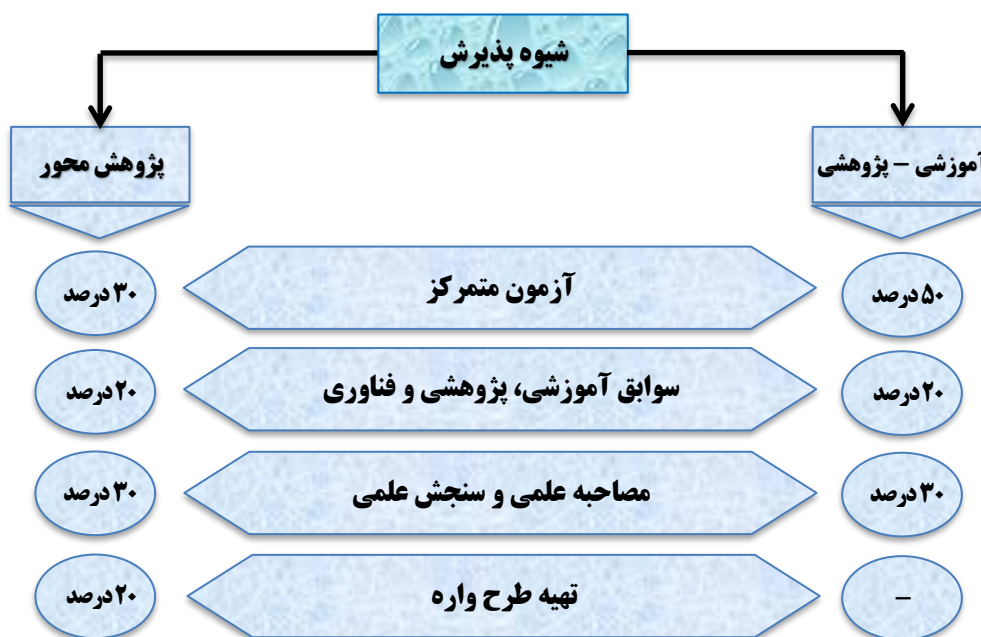 شیوه پذیرش
آموزشی – پژوهشی
پژوهش محور
۵۰ درصد
آزمون متمرکز
۳۰ درصد
۲۰ درصد
سوابق آموزشی، پژوهشی و فناوری
۲۰ درصد
۳۰ درصد
مصاحبه علمی و سنجش علمی
۳۰ درصد
–
تهیه طرح واره
۲۰ درصد